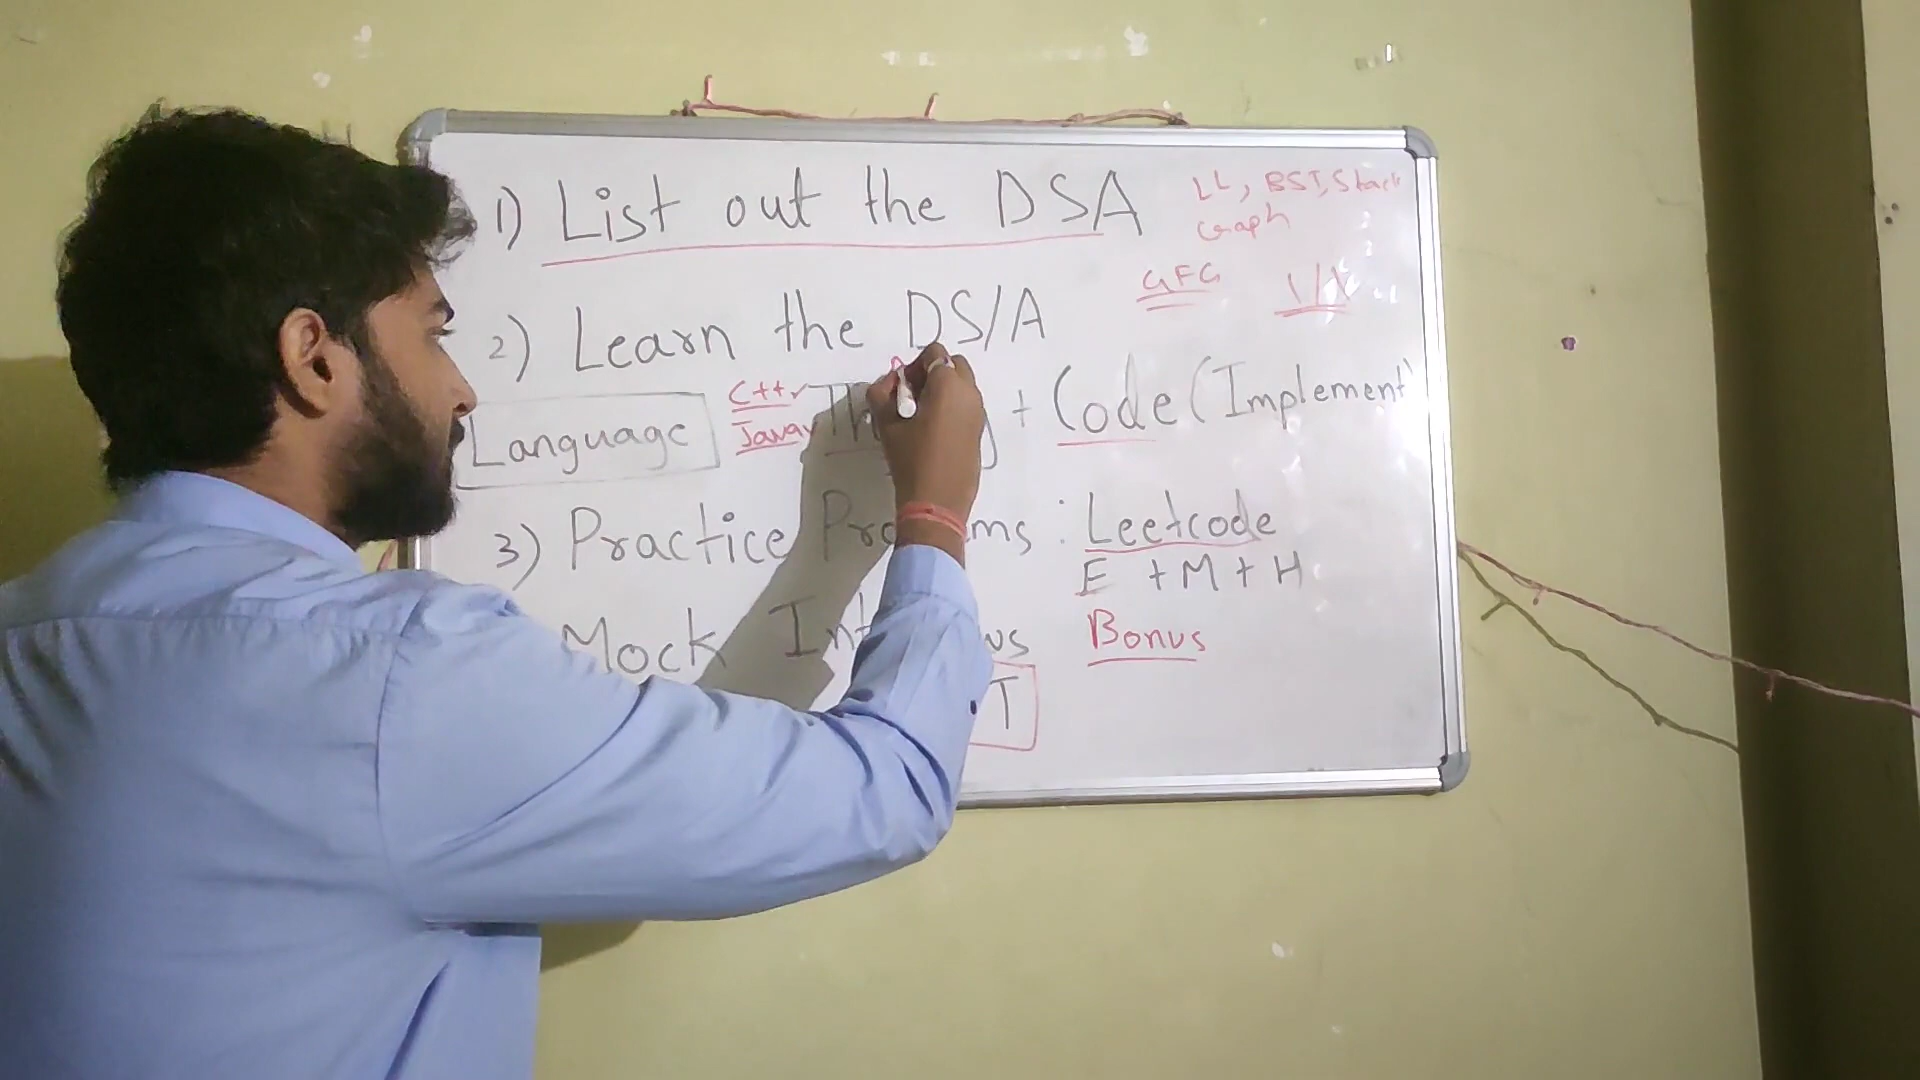 1) List out the DSA
LL, BST, Stack
Graph
GFG
2) Learn the DS/A
Language
C++
Java
+ Code (Implement)
3) Practice : Leetcode
E + M + H
Mock
Bonus
T